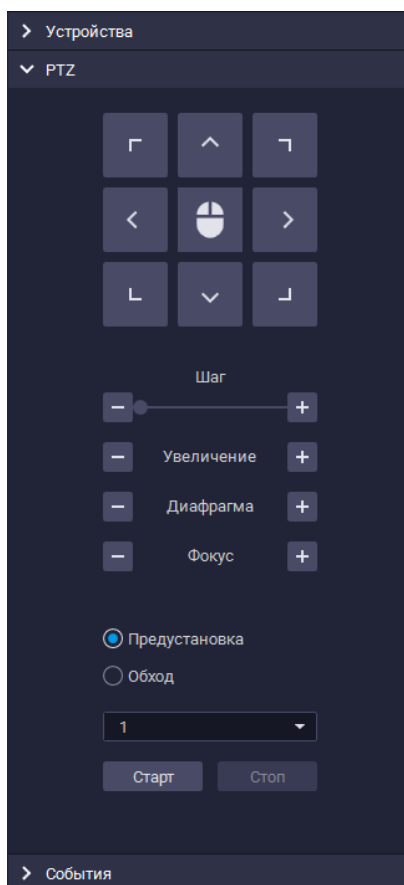 Устройства
PTZ
Шаг
Увеличение
Диафрагма
Фокус
Предустановка
Обход
1
Старт Стоп
События